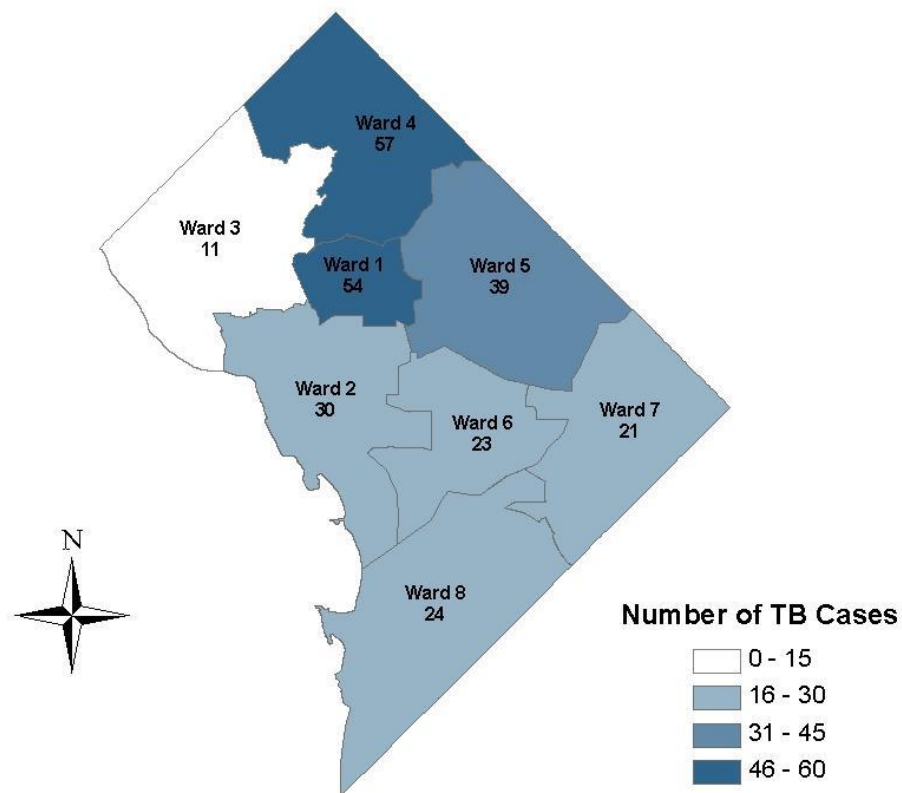 Ward 4
57
Ward 3
11
Ward 1
54
Ward 5
39
Ward 2
30
Ward 6
23
Ward 7
21
Ward 8
24
N
Number of TB Cases
0 - 15
16 - 30
31 - 45
46 - 60